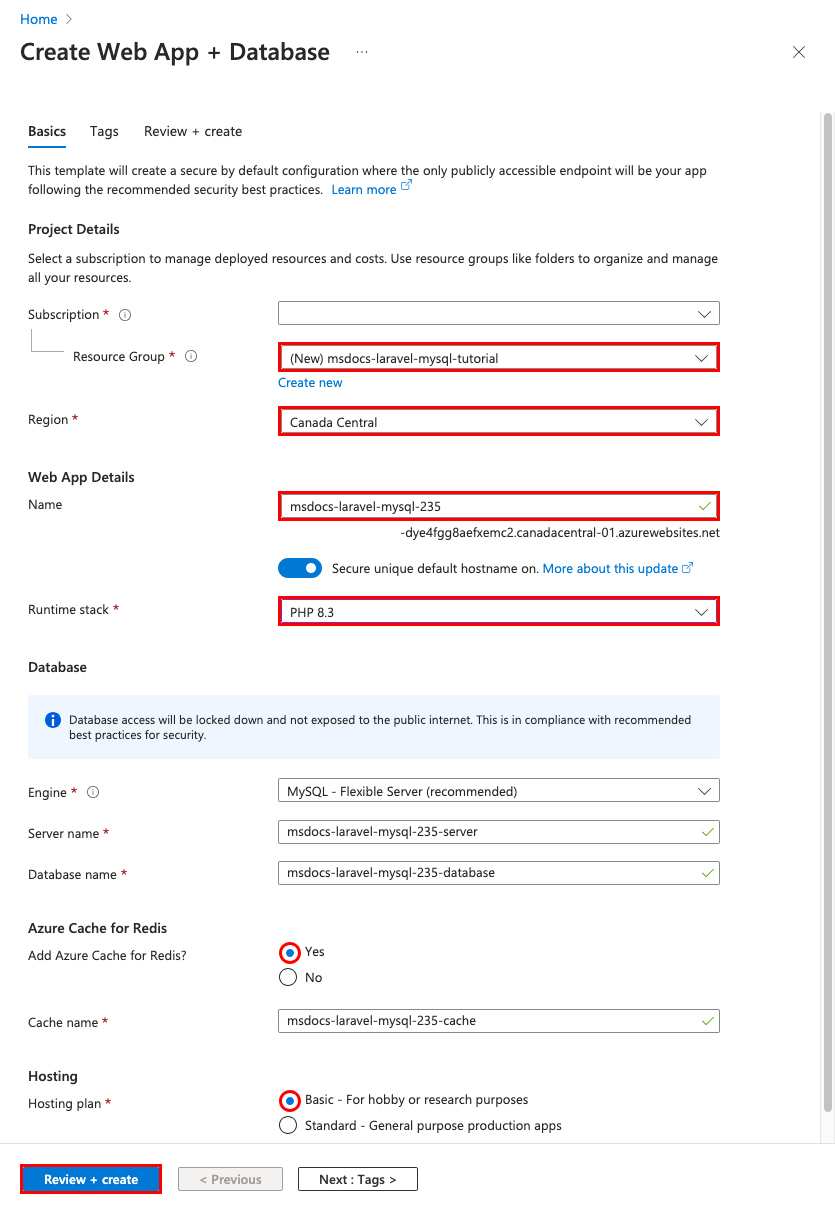 Home >
Create Web App + Database ...
Basics Tags Review + create
This template will create a secure by default configuration where the only publicly accessible endpoint will be your app
following the recommended security best practices. Learn more
Project Details
Select a subscription to manage deployed resources and costs. Use resource groups like folders to organize and manage
all your resources.
Subscription *
Resource Group * (New) msdocs-laravel-mysql-tutorial
Create new
Region * Canada Central
Web App Details
Name msdocs-laravel-mysql-235
-dye4fgg8aefxemc2.canadacentral-01.azurewebsites.net
Secure unique default hostname on. More about this update
Runtime stack * PHP 8.3
Database
Database access will be locked down and not exposed to the public internet. This is in compliance with recommended
best practices for security.
Engine * MySQL - Flexible Server (recommended)
Server name * msdocs-laravel-mysql-235-server
Database name * msdocs-laravel-mysql-235-database
Azure Cache for Redis
Add Azure Cache for Redis? Yes
No
Cache name * msdocs-laravel-mysql-235-cache
Hosting
Hosting plan * Basic - For hobby or research purposes
Standard - General purpose production apps
Review + create < Previous Next : Tags >